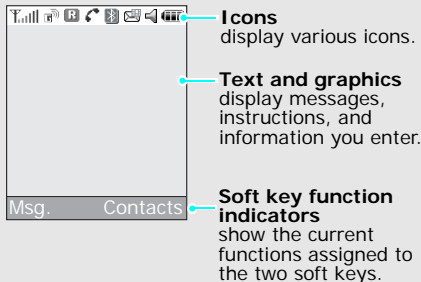 Icons
display various icons.
Text and graphics
display messages,
instructions, and
information you enter.
Msg. Contacts
Soft key function
indicators
show the current
functions assigned to
the two soft keys.